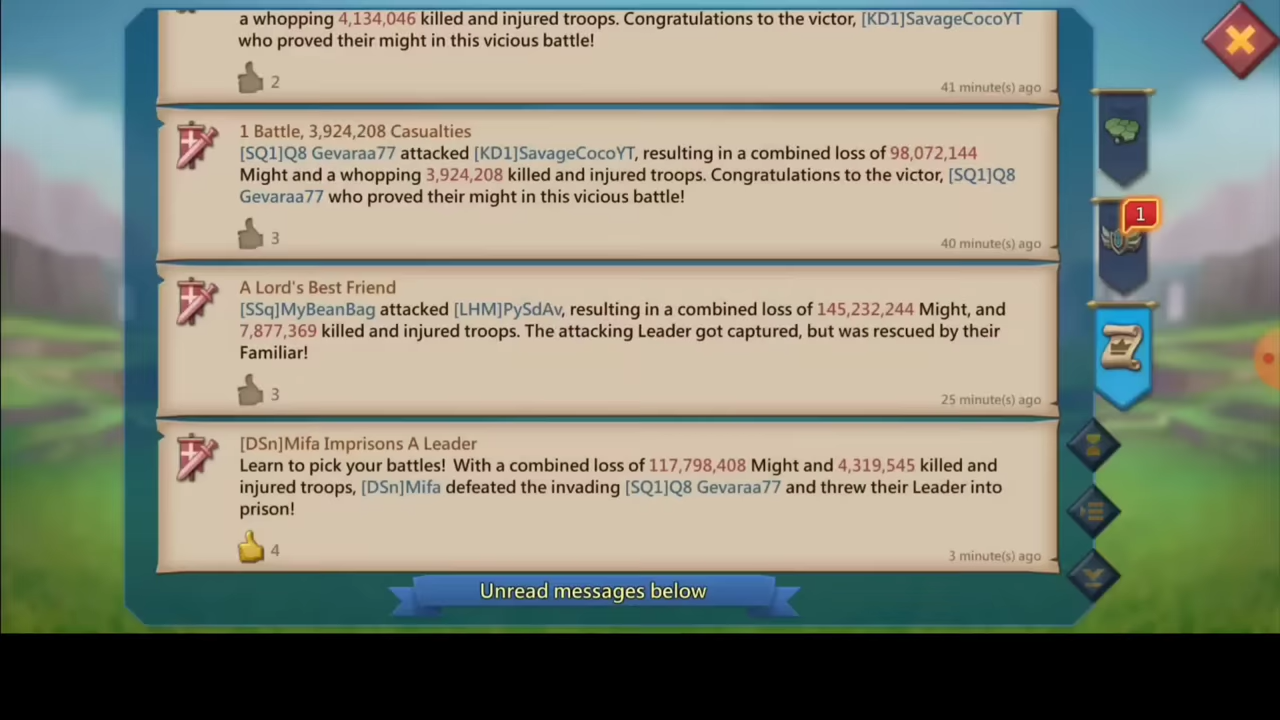 a whopping 4,134,046 killed and injured troops. Congratulations to the victor, [KD1]SavageCocoYT
who proved their might in this vicious battle!
2
41 minute(s) ago
1 Battle, 3,924,208 Casualties
[SQ1]Q8 Gevaraa77 attacked [KD1]SavageCocoYT, resulting in a combined loss of 98,072,144
Might and a whopping 3,924,208 killed and injured troops. Congratulations to the victor, [SQ1]Q8
Gevaraa77 who proved their might in this vicious battle!
3
40 minute(s) ago
1
A Lord's Best Friend
[SSq]MyBeanBag attacked [LHM]PySdAv, resulting in a combined loss of 145,232,244 Might, and
7,877,369 killed and injured troops. The attacking Leader got captured, but was rescued by their
Familiar!
3
25 minute(s) ago
[DSn]Mifa Imprisons A Leader
Learn to pick your battles! With a combined loss of 117,798,408 Might and 4,319,545 killed and
injured troops, [DSn]Mifa defeated the invading [SQ1]Q8 Gevaraa77 and threw their Leader into
prison!
4
3 minute(s) ago
Unread messages below